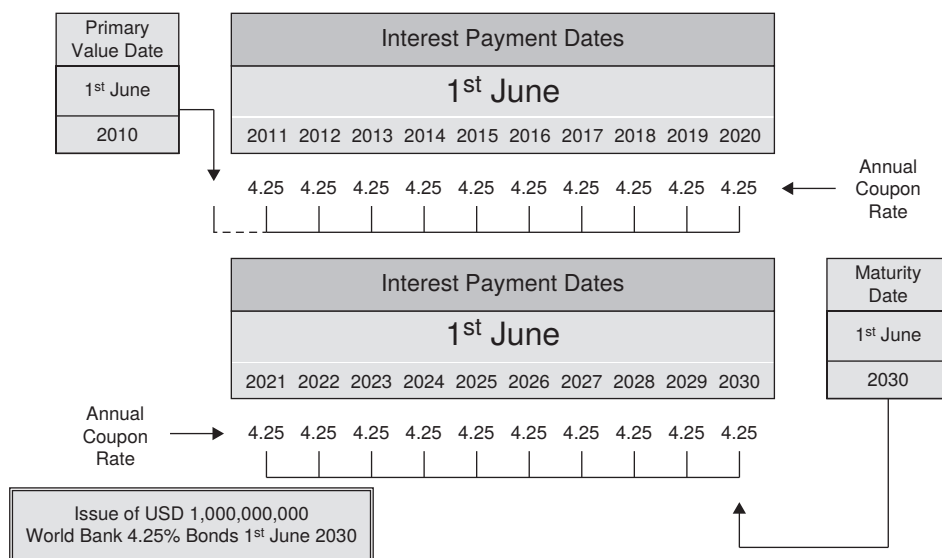 Primary
Value Date
1st June
2010
Interest Payment Dates
1st June
2011 2012 2013 2014 2015 2016 2017 2018 2019 2020
4.25 4.25 4.25 4.25 4.25 4.25 4.25 4.25 4.25 4.25
Annual
Coupon
Rate
Interest Payment Dates
1st June
2021 2022 2023 2024 2025 2026 2027 2028 2029 2030
Maturity
Date
1st June
2030
Annual
Coupon
Rate
4.25 4.25 4.25 4.25 4.25 4.25 4.25 4.25 4.25 4.25
Issue of USD 1,000,000,000
World Bank 4.25% Bonds 1st June 2030